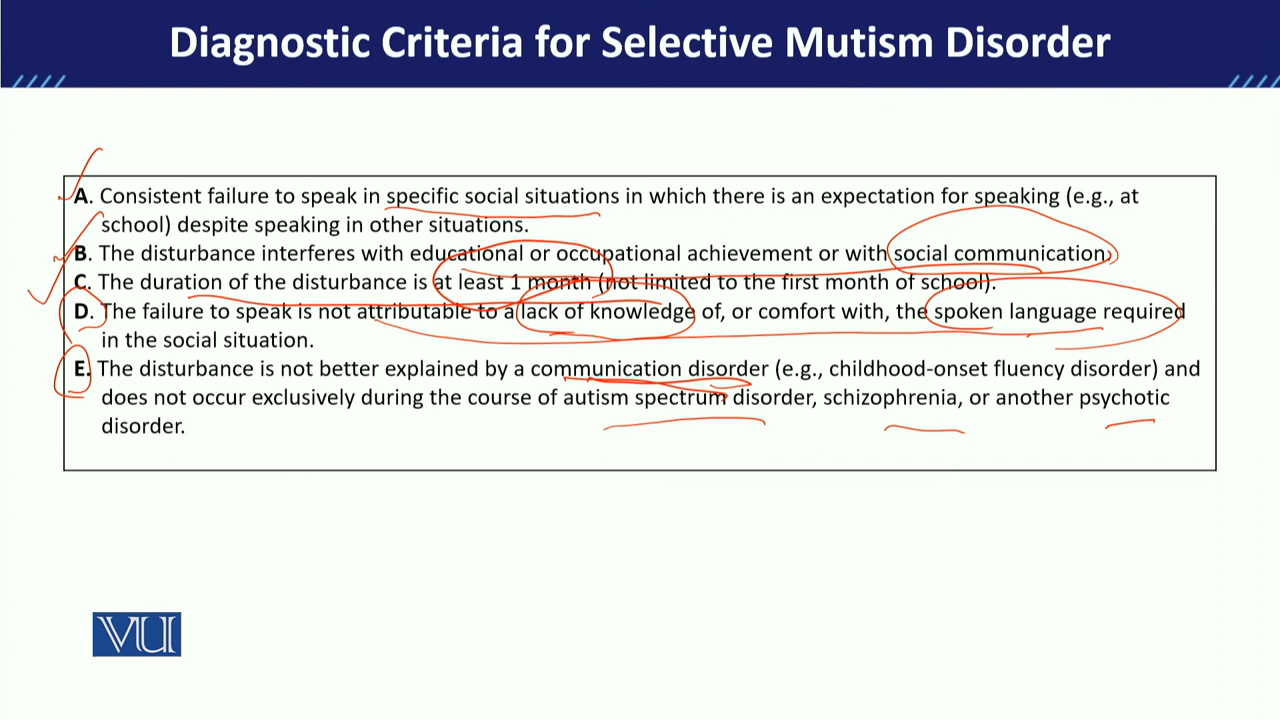 Diagnostic Criteria for Selective Mutism Disorder
A. Consistent failure to speak in specific social situations in which there is an expectation for speaking (e.g., at
school) despite speaking in other situations.
B. The disturbance interferes with educational or occupational achievement or with social communication.
C. The duration of the disturbance is at least 1 month (not limited to the first month of school).
D. The failure to speak is not attributable to a lack of knowledge of, or comfort with, the spoken language required
in the social situation.
E. The disturbance is not better explained by a communication disorder (e.g., childhood-onset fluency disorder) and
does not occur exclusively during the course of autism spectrum disorder, schizophrenia, or another psychotic
disorder.
VU